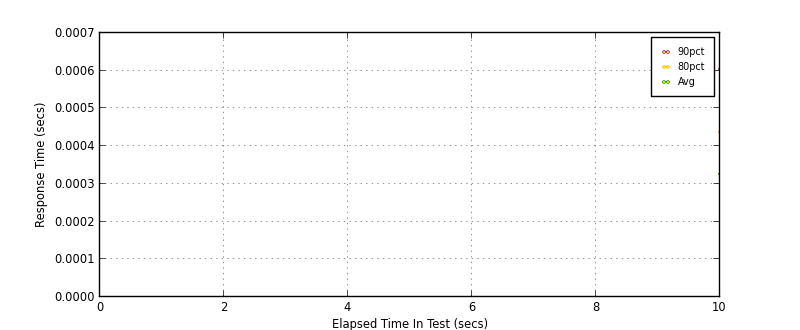 0.0007
0.0006
0.0005
0.0004
0.0003
0.0002
0.0001
0.0000
Response Time (secs)
90pct
80pct
Avg
0 2 4 6 8 10
Elapsed Time In Test (secs)